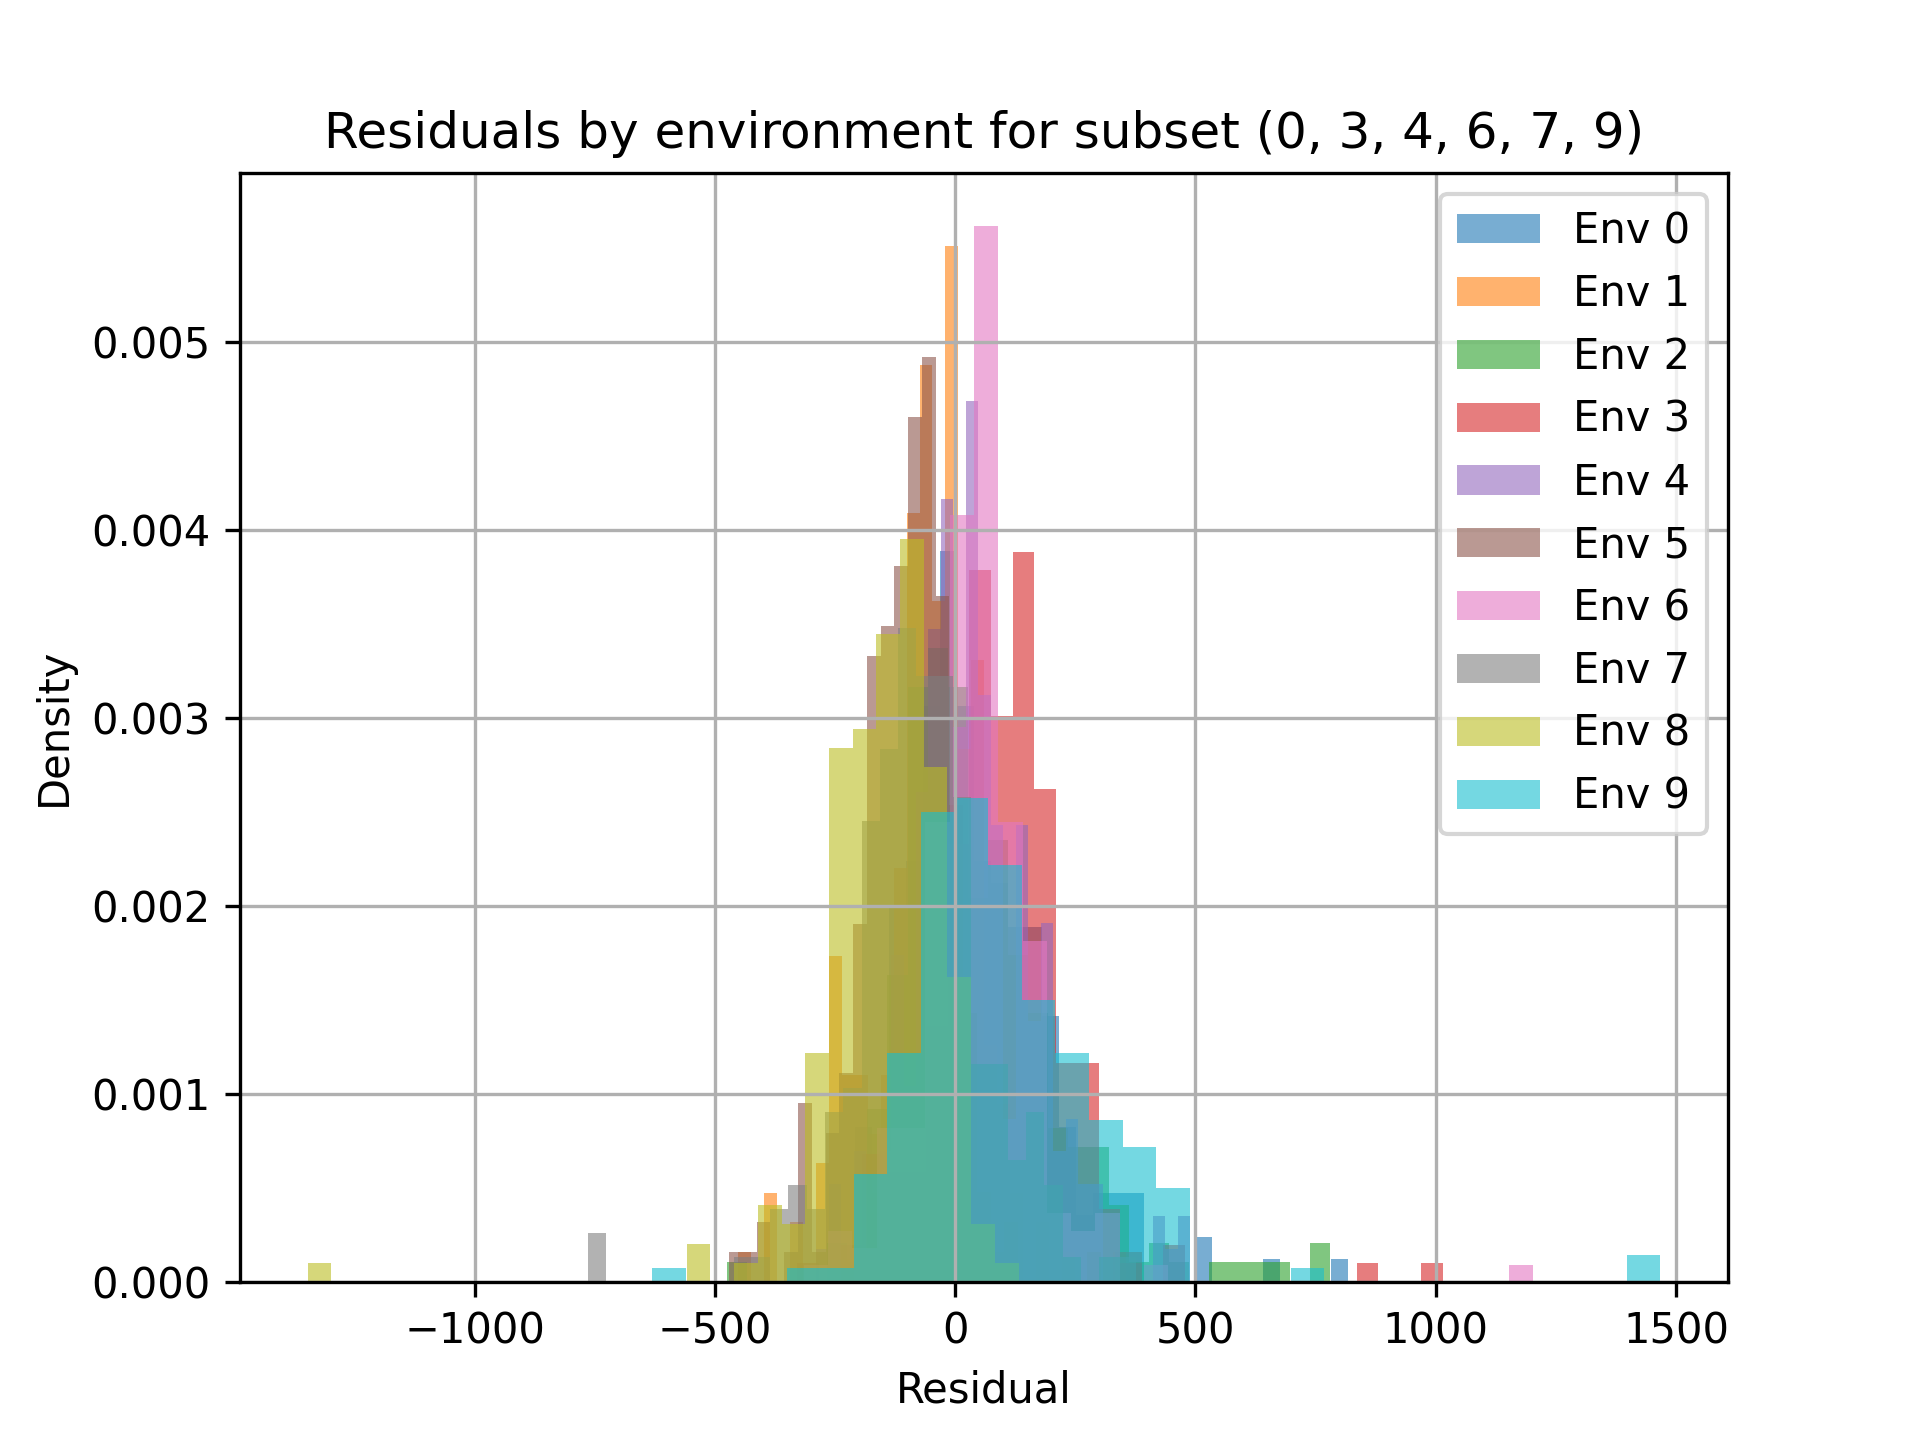 Residuals by environment for subset (0, 3, 4, 6, 7, 9)
Env 0
Env 1
Env 2
Env 3
Env 4
Env 5
Env 6
Env 7
Env 8
Env 9
Density
0.005
0.004
0.003
0.002
0.001
0.000
−1000
−500
0
500
1000
1500
Residual